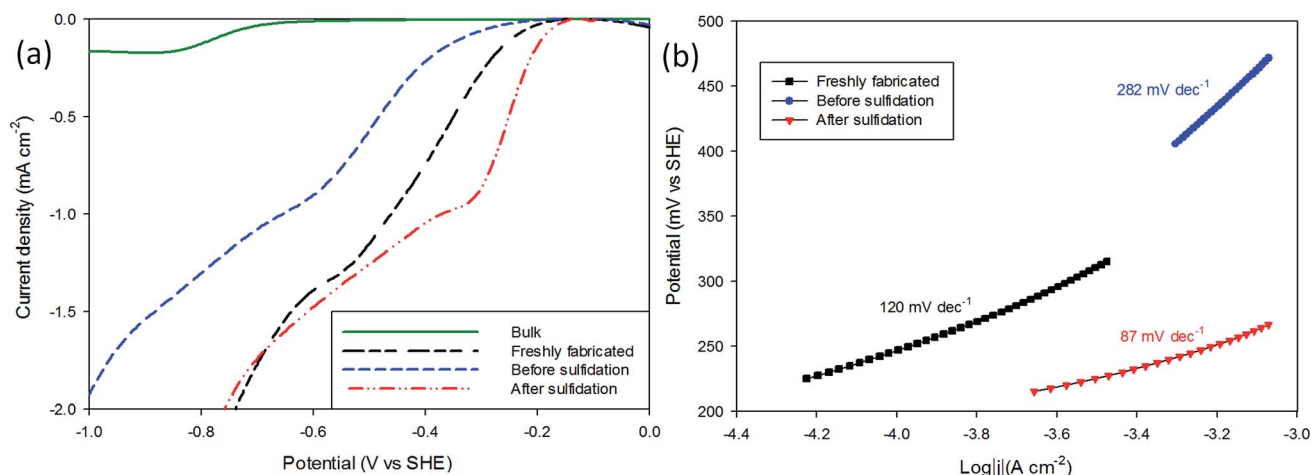 (a)
0.0
-0.5
-1.0
-1.5
-2.0
Current density (mA cm-2)
-1.0 -0.8 -0.6 -0.4 -0.2 0.0
Potential (V vs SHE)
Bulk
Freshly fabricated
Before sulfidation
After sulfidation
(b)
500
450
400
350
300
250
200
Potential (mV vs SHE)
Freshly fabricated
Before sulfidation
After sulfidation
282 mV dec-1
120 mV dec-1
87 mV dec-1
-4.4 -4.2 -4.0 -3.8 -3.6 -3.4 -3.2 -3.0
Log|j|(A cm-2)